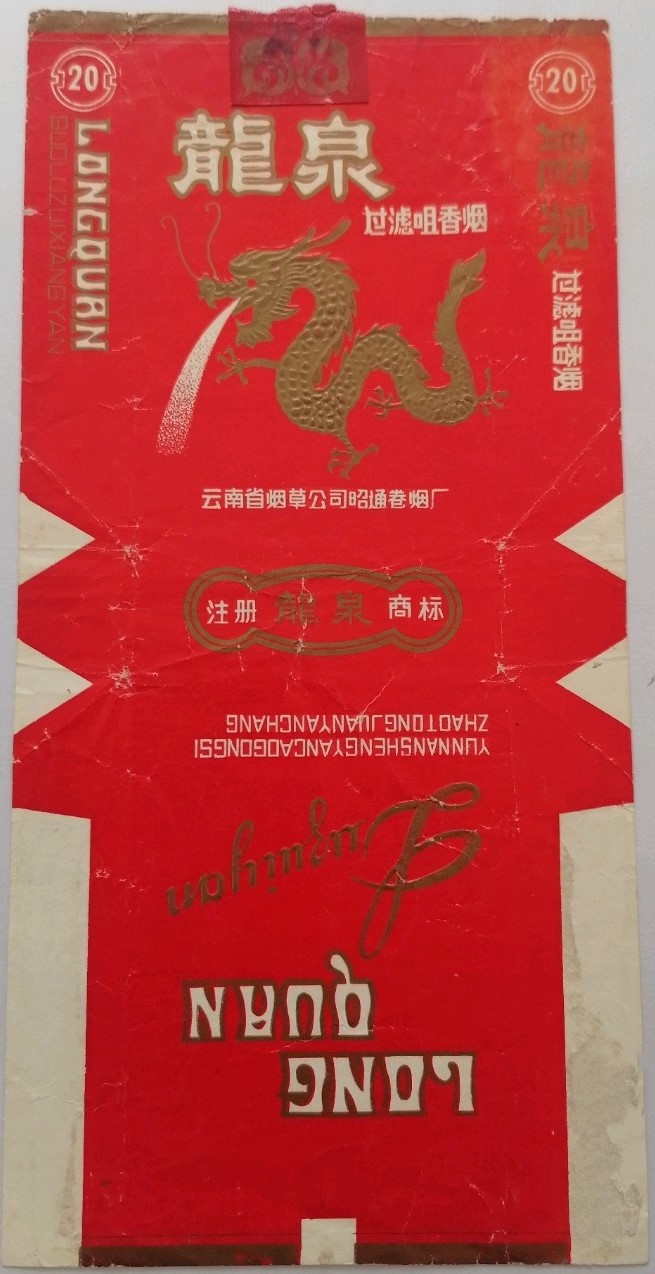 20
LONGQUAN
GUOLUZUIXIANGYAN
龍泉
过滤咀香烟
云南省烟草公司昭通卷烟厂
20
龍泉
过滤咀香烟
注册 龍泉 商标
YUNNANSHENGYANCAOGONGSI
ZHAOTONGJUANYANCHANG
LONG
QUAN